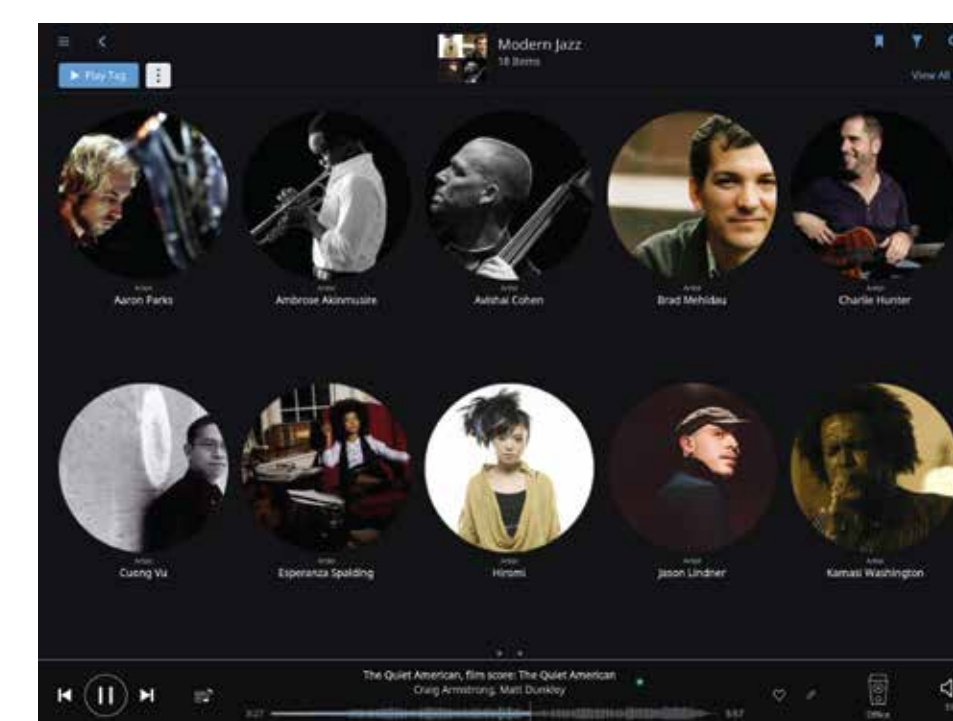 Modern Jazz
18 Items
Play Tag
View All
Artist
Aaron Parks
Artist
Ambrose Akinmusire
Artist
Avishai Cohen
Artist
Brad Mehldau
Artist
Charlie Hunter
Artist
Cuong Vu
Artist
Esperanza Spalding
Artist
Hiromi
Artist
Jason Lindner
Artist
Kamasi Washington
The Quiet American, film score: The Quiet American
Craig Armstrong, Matt Dunkley
3:27
Office